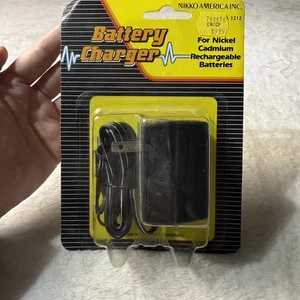 NIKKO AMERICA INC.
Battery
Charger
For Nickel
Cadmium
Rechargeable
Batteries